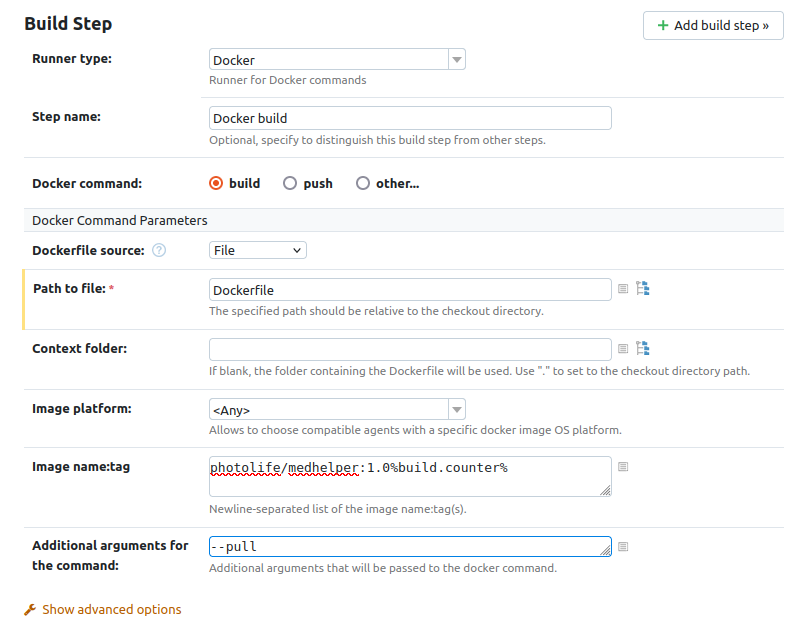 Build Step
+ Add build step »
Runner type:
Docker
Runner for Docker commands
Step name:
Docker build
Optional, specify to distinguish this build step from other steps.
Docker command:
build push other...
Docker Command Parameters
Dockerfile source: ?
File
Path to file: *
Dockerfile
The specified path should be relative to the checkout directory.
Context folder:
If blank, the folder containing the Dockerfile will be used. Use "." to set to the checkout directory path.
Image platform:
<Any>
Allows to choose compatible agents with a specific docker image OS platform.
Image name:tag
photolife/medhelper:1.0%build.counter%
Newline-separated list of the image name:tag(s).
Additional arguments for
the command:
--pull
Additional arguments that will be passed to the docker command.
Show advanced options